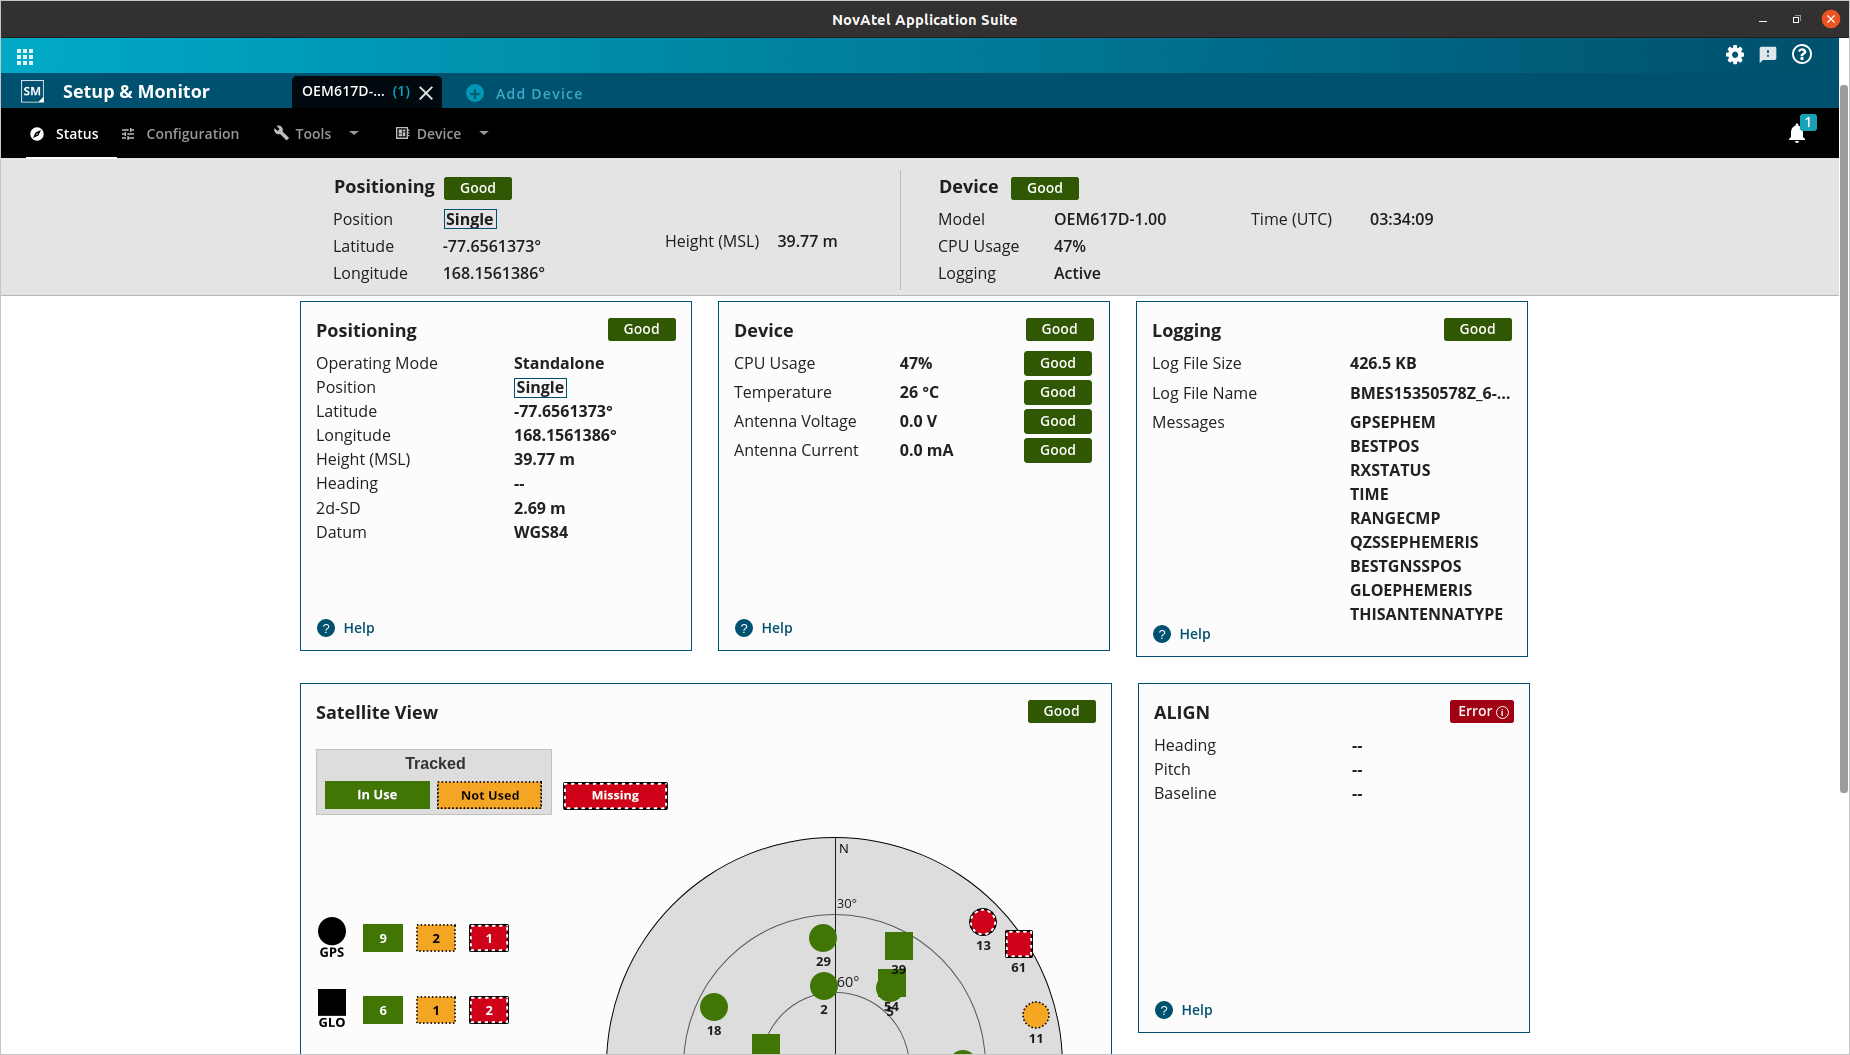 NovAtel Application Suite
SM Setup & Monitor
OEM617D-... (1)
Add Device
Status Configuration Tools Device
1
Positioning Good
Position Single
Latitude -77.6561373°
Longitude 168.1561386°
Height (MSL) 39.77 m
Device Good
Model OEM617D-1.00
Time (UTC) 03:34:09
CPU Usage 47%
Logging Active
Positioning Good
Operating Mode Standalone
Position Single
Latitude -77.6561373°
Longitude 168.1561386°
Height (MSL) 39.77 m
Heading --
2d-SD 2.69 m
Datum WGS84
? Help
Device Good
CPU Usage 47% Good
Temperature 26 °C Good
Antenna Voltage 0.0 V Good
Antenna Current 0.0 mA Good
? Help
Logging Good
Log File Size 426.5 KB
Log File Name BMES15350578Z_6-...
Messages GPSEPHEM
BESTPOS
RXSTATUS
TIME
RANGECMP
QZSSEPHEMERIS
BESTGNSSPOS
GLOEPHEMERIS
THISANTENNATYPE
? Help
Satellite View Good
Tracked
In Use Not Used Missing
GPS 9 2 1
GLO 6 1 2
N
30°
60°
29
39
13
61
2
54
5
18
11
ALIGN Error
Heading --
Pitch --
Baseline --
? Help